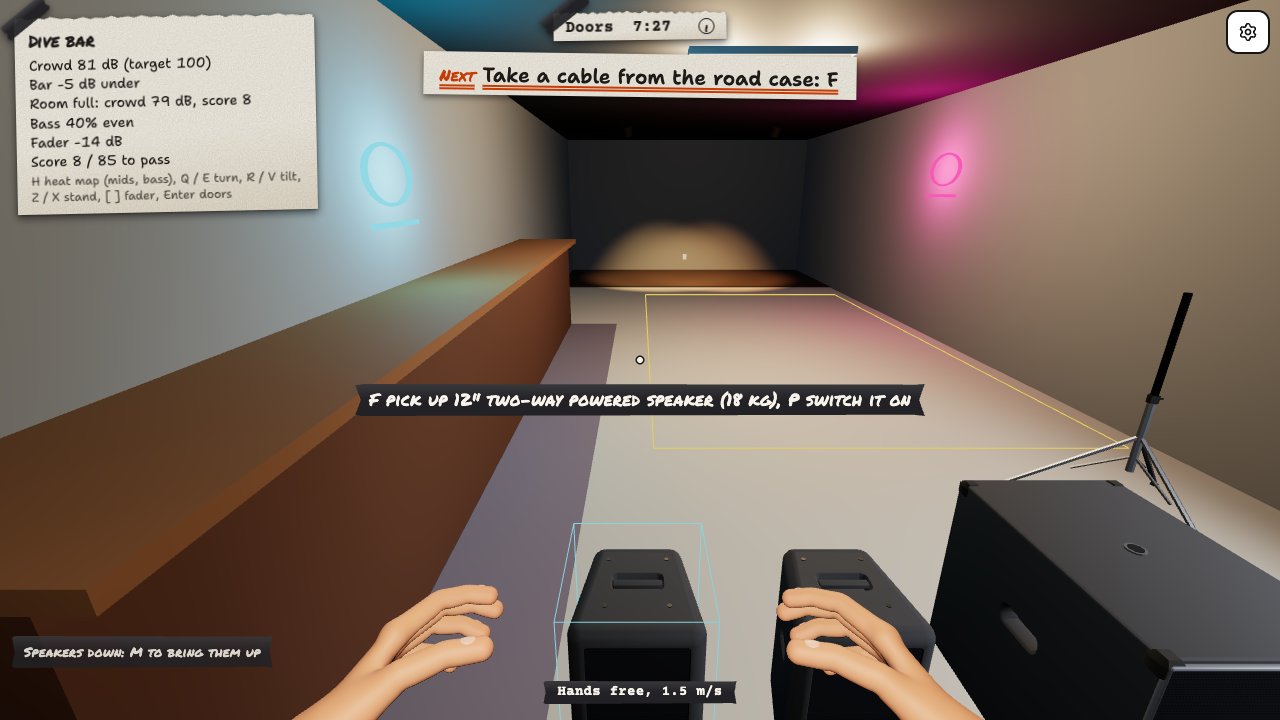 Dive Bar
Crowd 81 dB (target 100)
Bar -5 dB under
Room full: crowd 79 dB, score 8
Bass 40% even
Fader -14 dB
Score 8 / 85 to pass
H heat map (mids, bass), Q / E turn, R / V tilt,
Z / X stand, [ ] fader, Enter doors
Doors 7:27
Next Take a cable from the road case: F
F pick up 12" two-way powered speaker (18 kg), P switch it on
Speakers down: M to bring them up
Hands free, 1.5 m/s